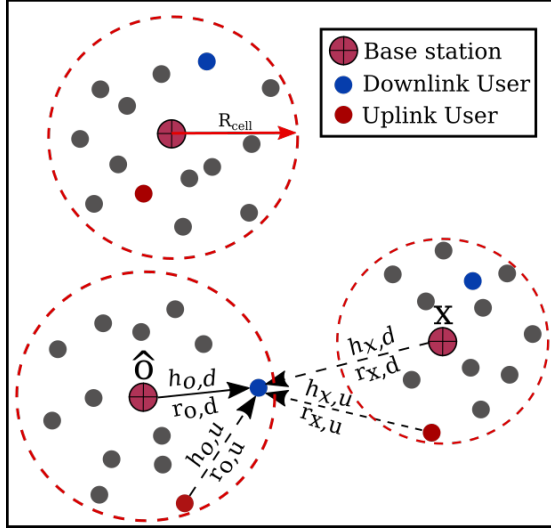 Base station
Downlink User
Uplink User
R_cell
ô
h_{o,d}
r_{o,d}
h_{o,u}
r_{o,u}
x
h_{x,d}
r_{x,d}
h_{x,u}
r_{x,u}